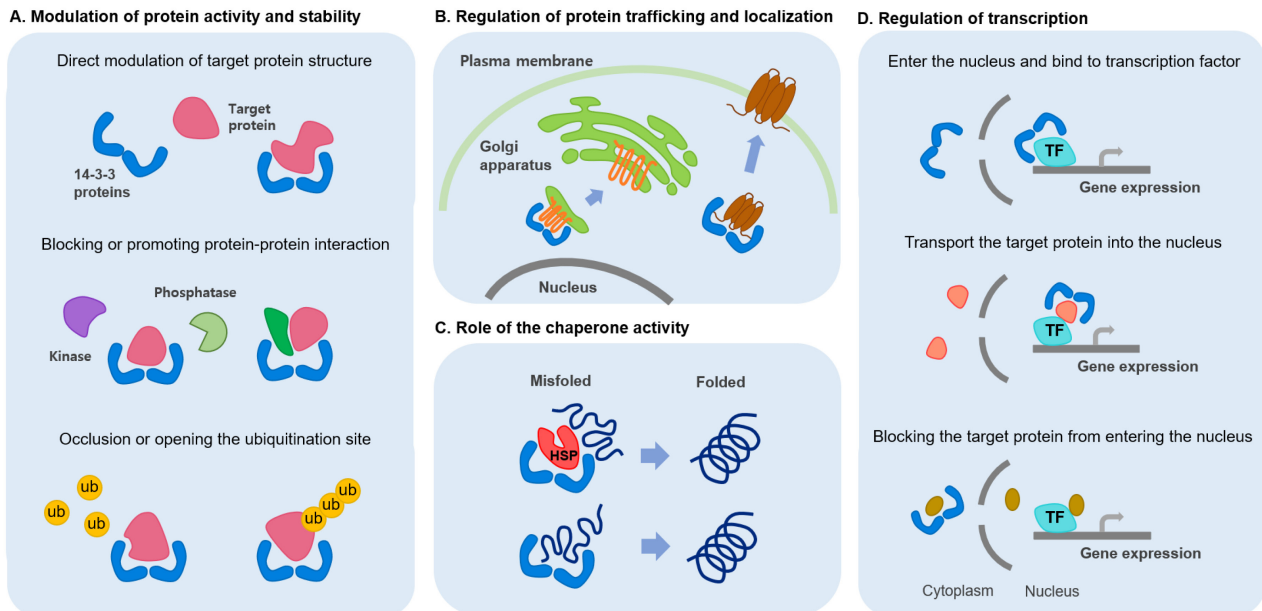 A. Modulation of protein activity and stability
Direct modulation of target protein structure
Target
protein
14-3-3
proteins
Blocking or promoting protein-protein interaction
Phosphatase
Kinase
Occlusion or opening the ubiquitination site
ub
ub
ub
ub
ub
ub
B. Regulation of protein trafficking and localization
Plasma membrane
Golgi
apparatus
Nucleus
C. Role of the chaperone activity
Misfoled
Folded
HSP
D. Regulation of transcription
Enter the nucleus and bind to transcription factor
TF
Gene expression
Transport the target protein into the nucleus
TF
Gene expression
Blocking the target protein from entering the nucleus
TF
Gene expression
Cytoplasm
Nucleus